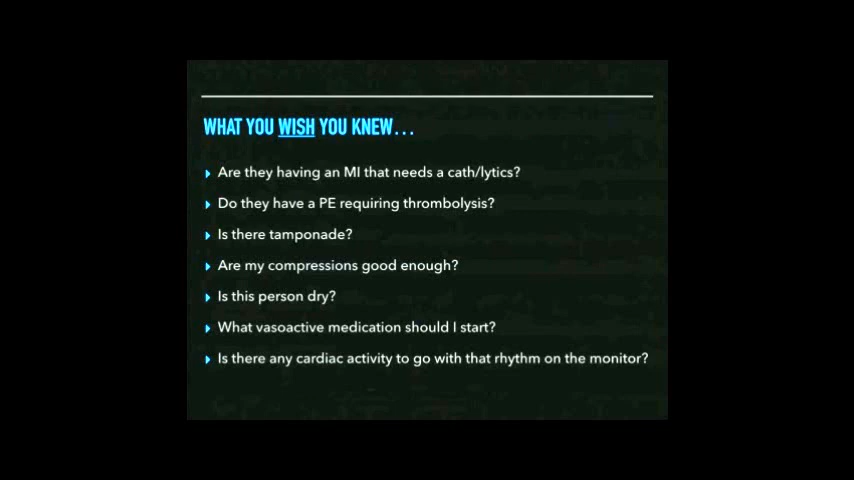 WHAT YOU WISH YOU KNEW...
Are they having an MI that needs a cath/lytics?
Do they have a PE requiring thrombolysis?
Is there tamponade?
Are my compressions good enough?
Is this person dry?
What vasoactive medication should I start?
Is there any cardiac activity to go with that rhythm on the monitor?